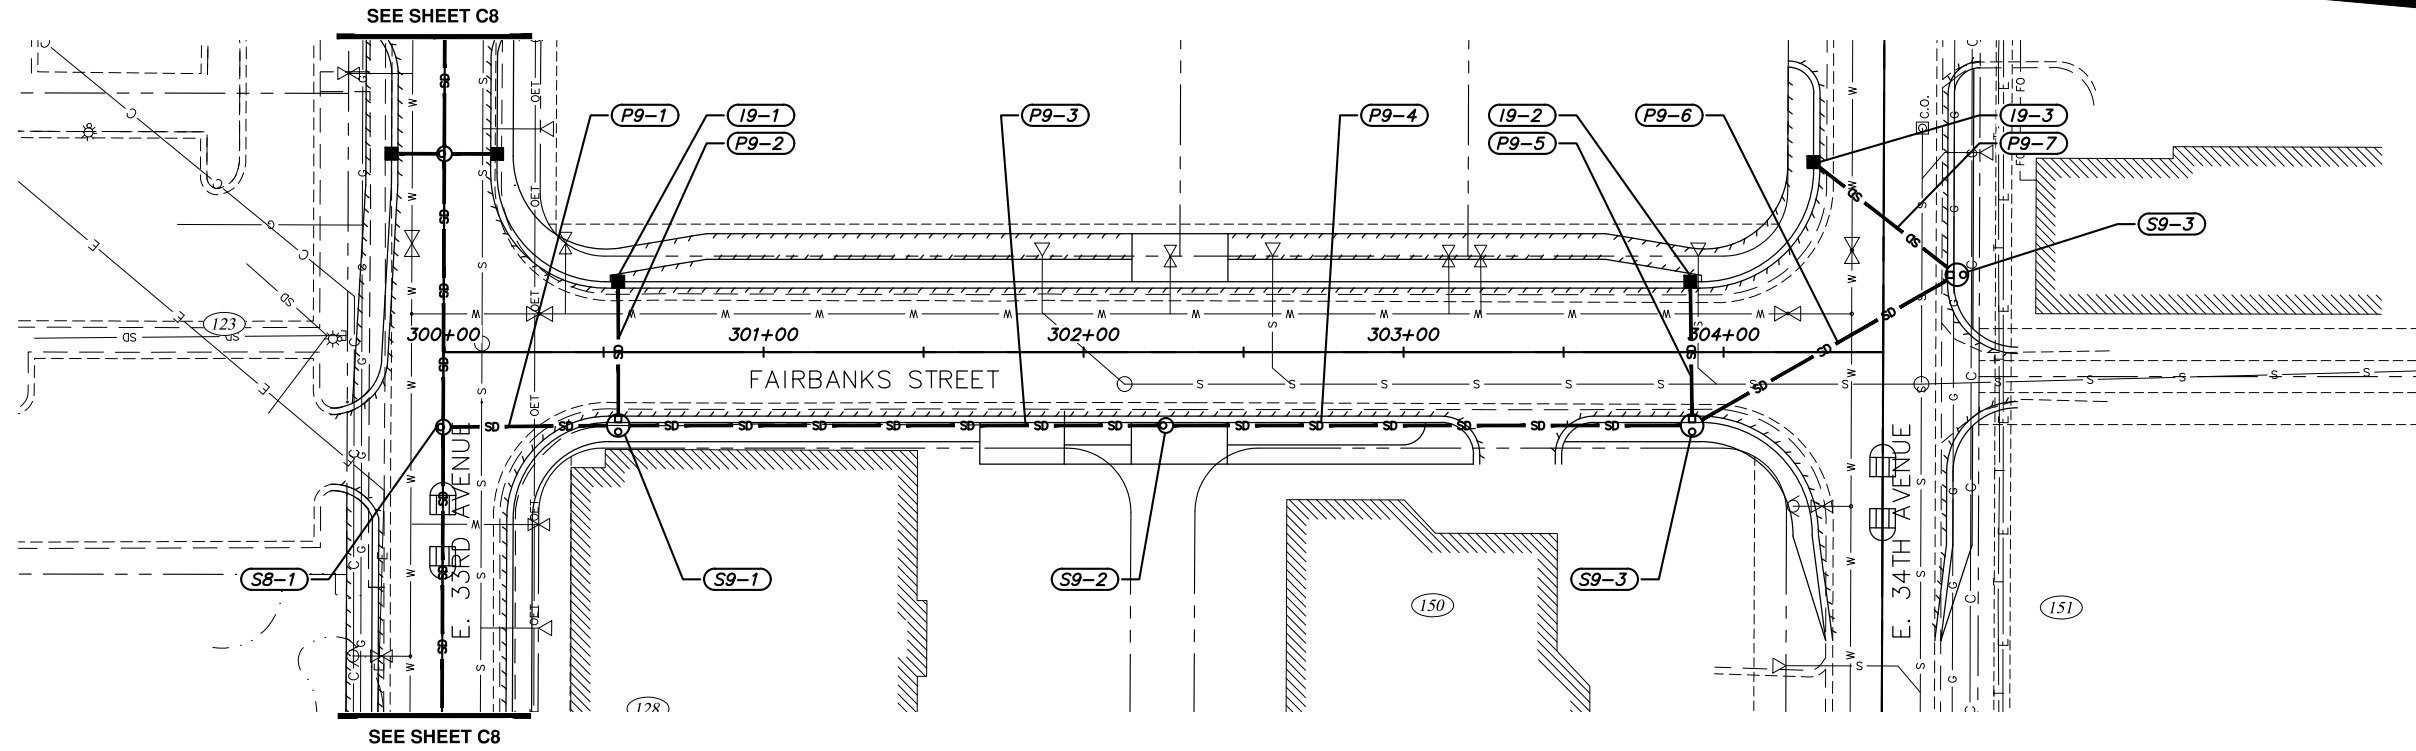 SEE SHEET C8
P9-1
I9-1
P9-2
P9-3
P9-4
I9-2
P9-5
P9-6
I9-3
P9-7
S9-3
C.O.
FO
OET
123
300+00
301+00
302+00
303+00
304+00
FAIRBANKS STREET
E. 33RD AVENUE
E. 34TH AVENUE
S8-1
S9-1
S9-2
S9-3
150
151
128
SEE SHEET C8